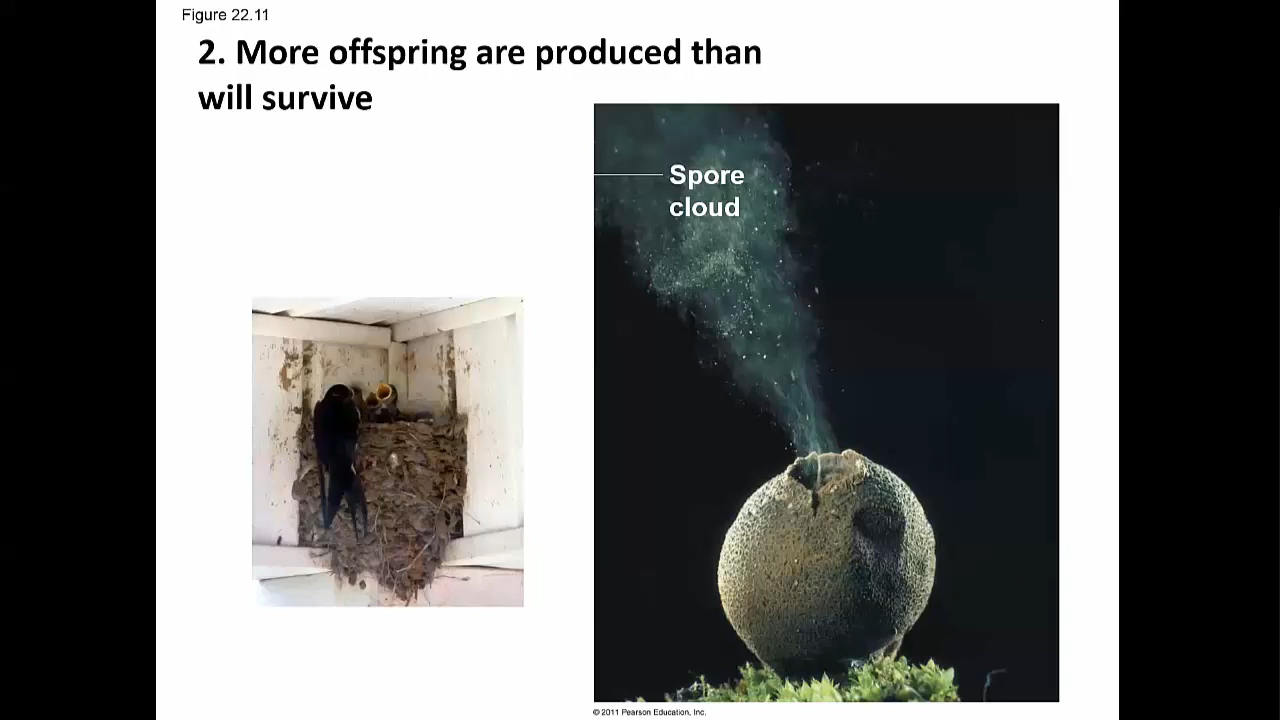 Figure 22.11
2. More offspring are produced than
will survive
Spore
cloud
© 2011 Pearson Education, Inc.